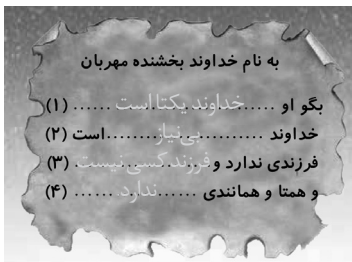 به نام خداوند بخشنده مهربان
بگو او ......خداوند یکتا است...... (۱)
خداوند ......بی نیاز......است (۲)
فرزندی ندارد و فرزند کسی نیست. (۳)
و همتا و همانندی ......ندارد...... (۴)